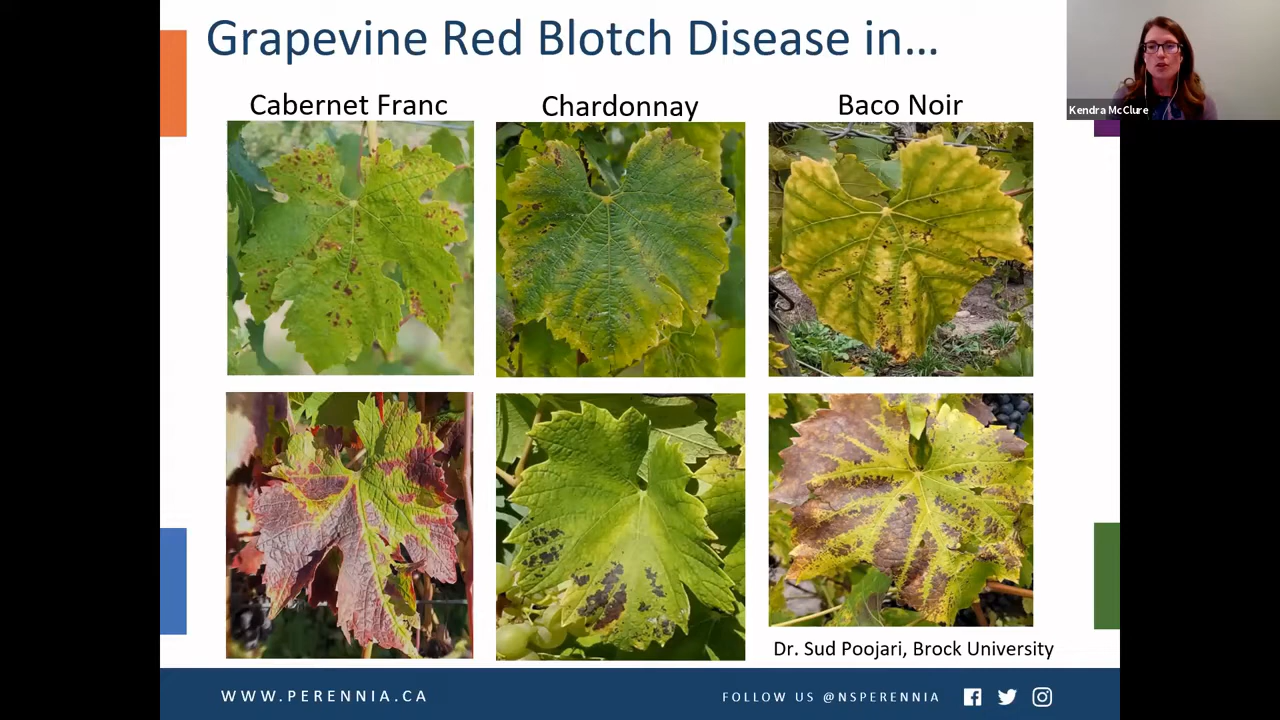 Grapevine Red Blotch Disease in…
Kendra McClure
Cabernet Franc
Chardonnay
Baco Noir
Dr. Sud Poojari, Brock University
WWW.PERENNIA.CA
FOLLOW US @NSPERENNIA